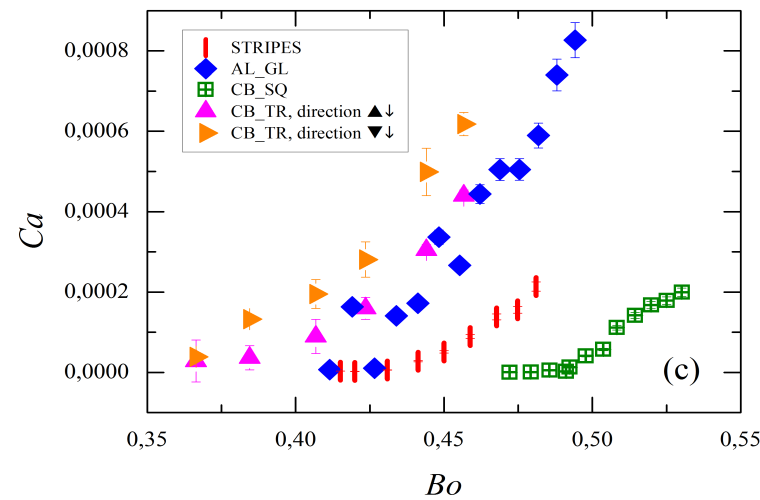 0,0008
0,0006
0,0004
0,0002
0,0000
Ca
STRIPES
AL_GL
CB_SQ
CB_TR, direction ▲↓
CB_TR, direction ▼↓
(c)
0,35 0,40 0,45 0,50 0,55
Bo